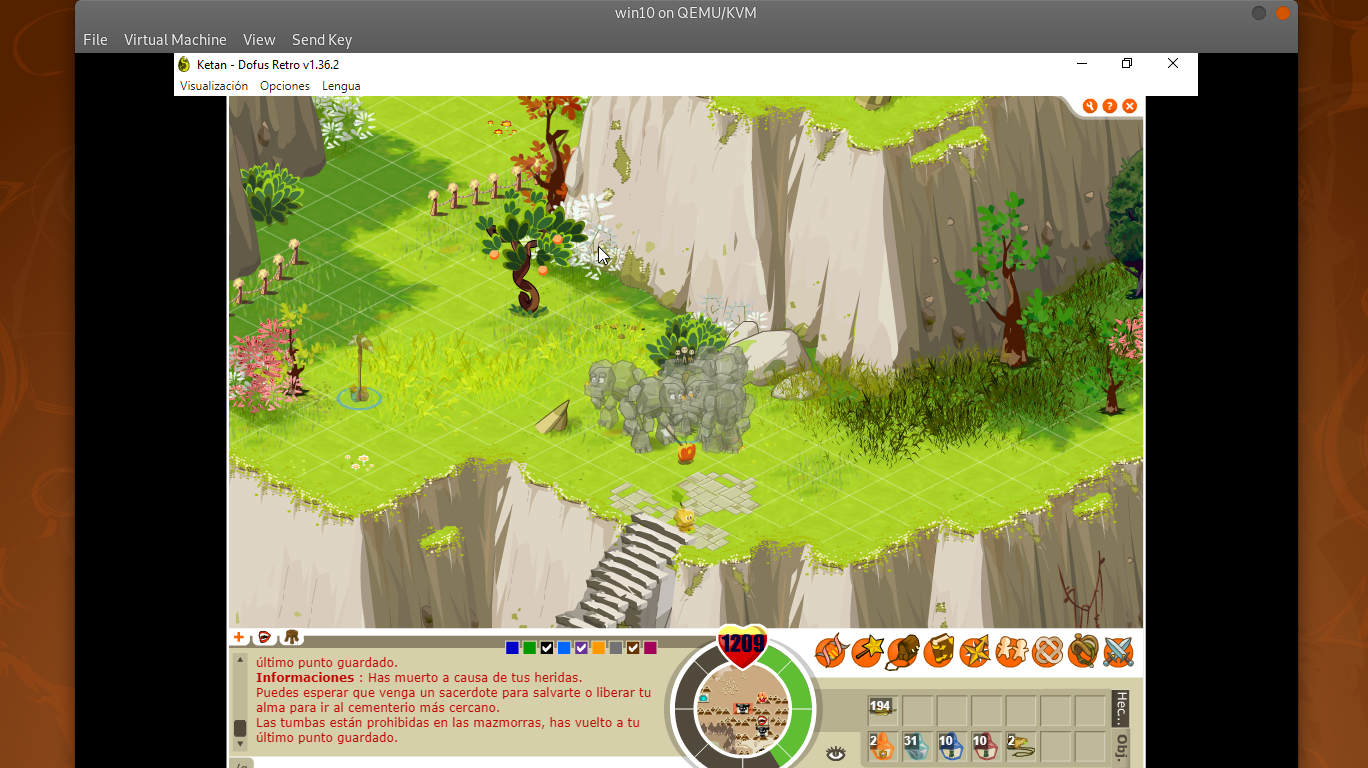 win10 on QEMU/KVM
File Virtual Machine View Send Key
Ketan - Dofus Retro v1.36.2
Visualización Opciones Lengua
1209
último punto guardado.
Informaciones : Has muerto a causa de tus heridas.
Puedes esperar que venga un sacerdote para salvarte o liberar tu
alma para ir al cementerio más cercano.
Las tumbas están prohibidas en las mazmorras, has vuelto a tu
último punto guardado.
194
Hec...
2 31 10 10 2
Obj.